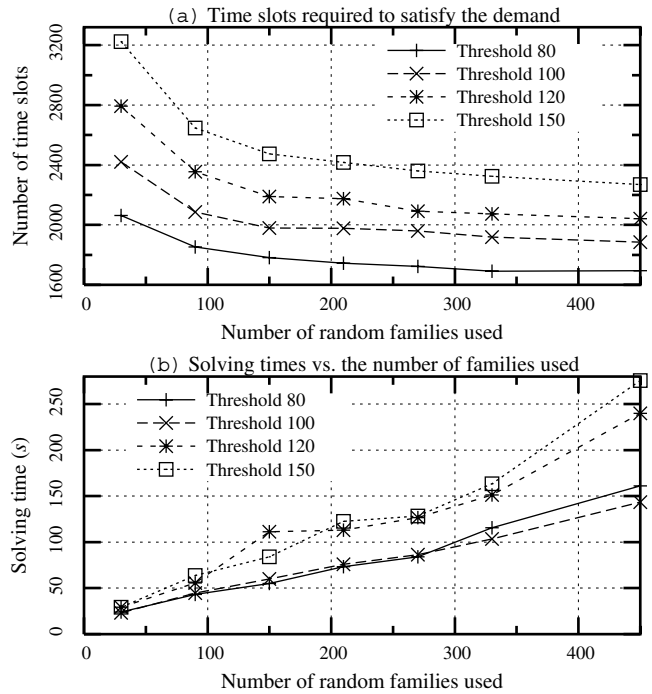 (a) Time slots required to satisfy the demand
3200
2800
2400
2000
1600
Number of time slots
Threshold 80
Threshold 100
Threshold 120
Threshold 150
0 100 200 300 400
Number of random families used
(b) Solving times vs. the number of families used
250
200
150
100
50
0
Solving time (s)
Threshold 80
Threshold 100
Threshold 120
Threshold 150
0 100 200 300 400
Number of random families used